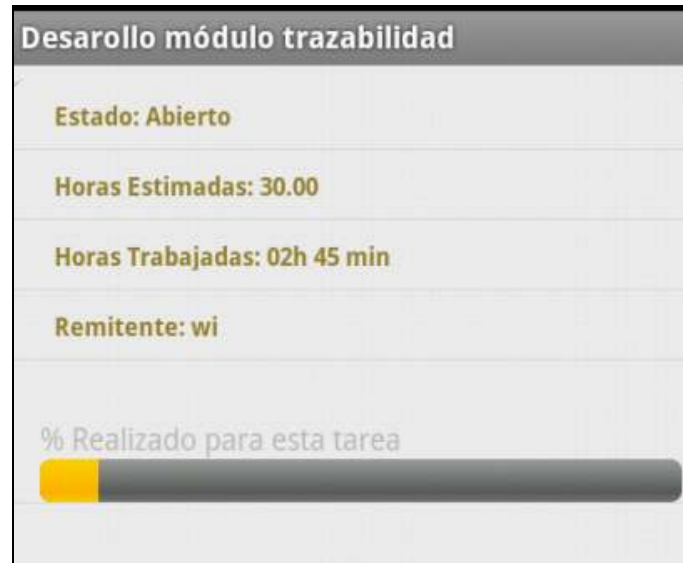 Desarollo módulo trazabilidad
Estado: Abierto
Horas Estimadas: 30.00
Horas Trabajadas: 02h 45 min
Remitente: wi
% Realizado para esta tarea